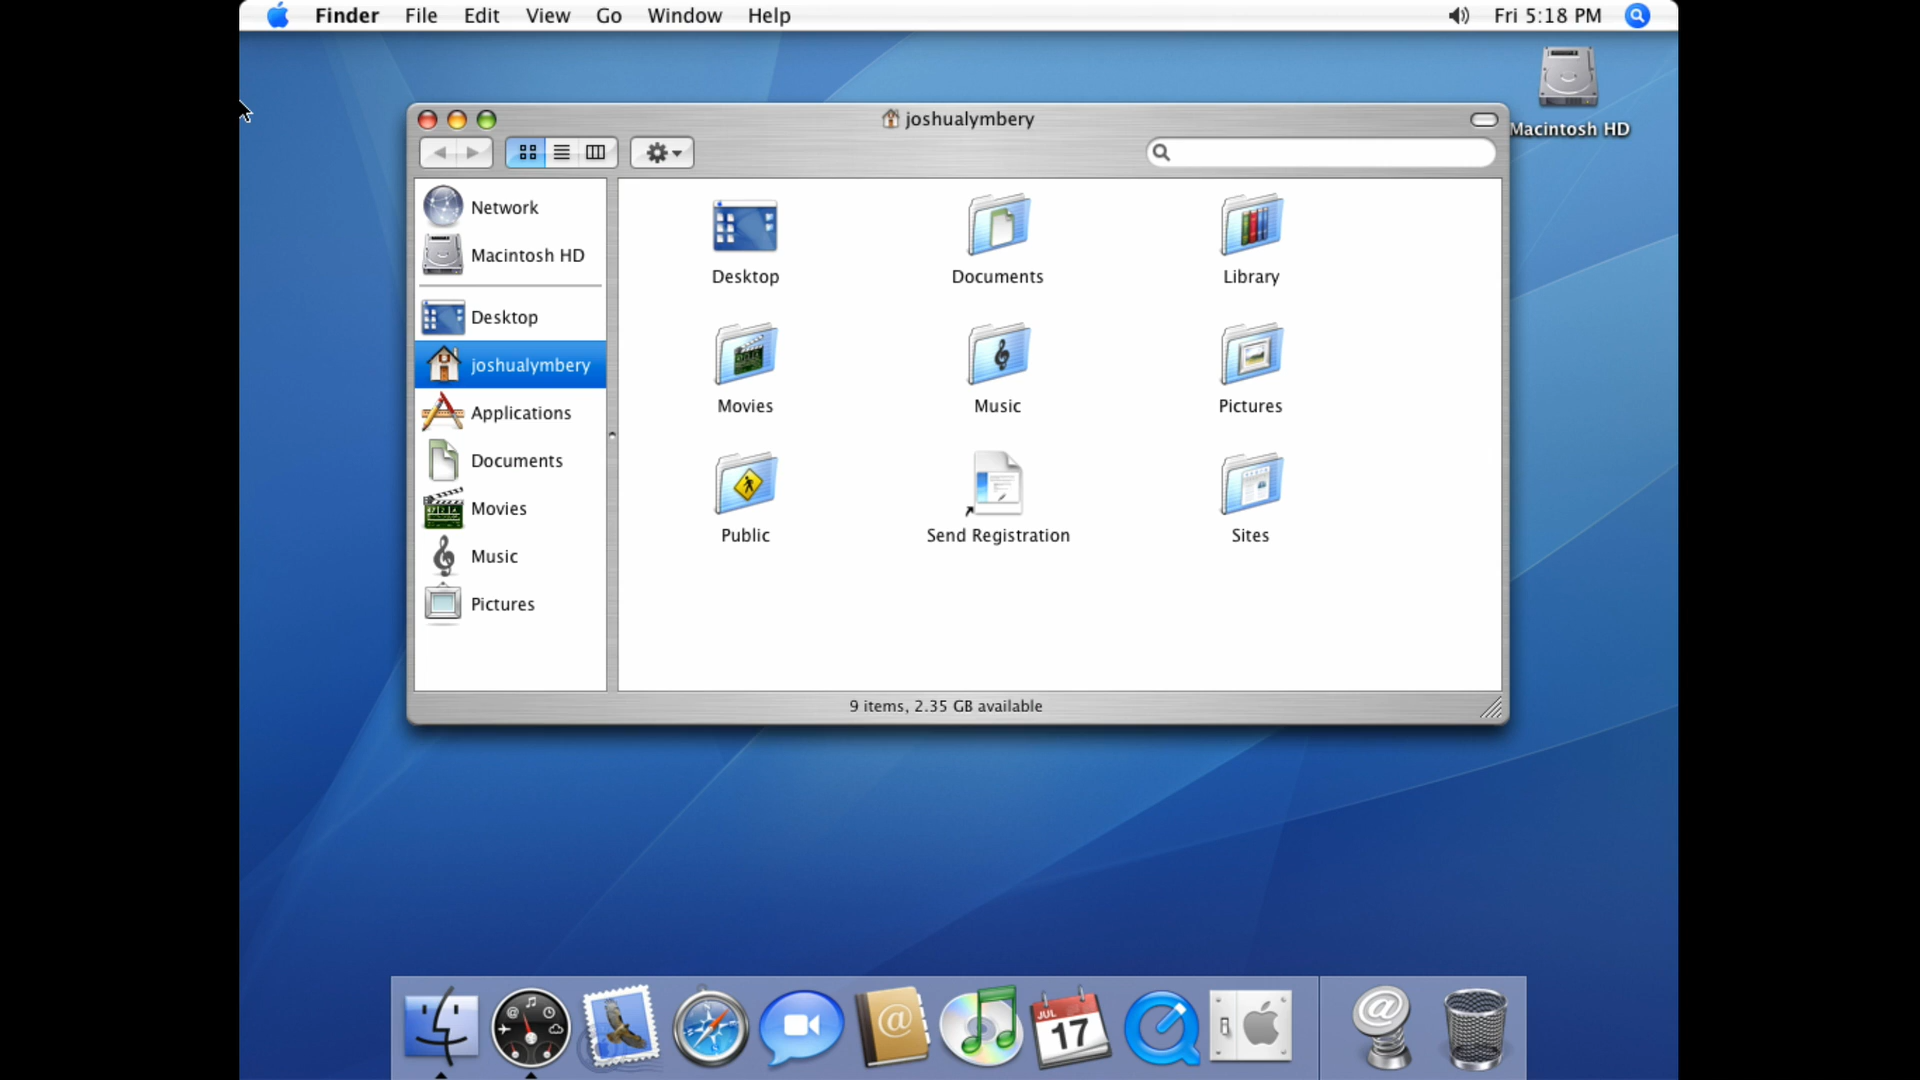 Finder File Edit View Go Window Help Fri 5:18 PM
Macintosh HD
joshualymbery
Network
Macintosh HD
Desktop
joshualymbery
Applications
Documents
Movies
Music
Pictures
Desktop Documents Library
Movies Music Pictures
Public Send Registration Sites
9 items, 2.35 GB available
JUL
17